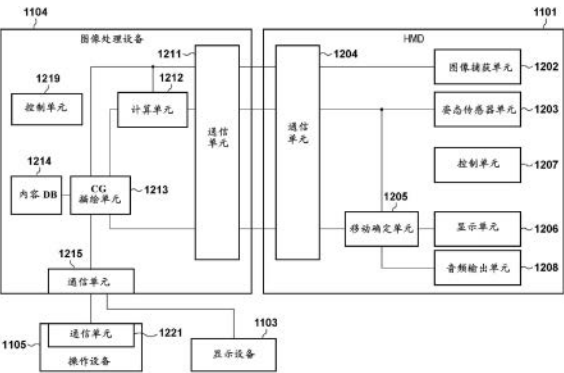 1104
1101
图像处理设备
1211
1204
HMD
1219
1212
图像捕获单元
1202
控制单元
计算单元
姿态传感器单元
1203
通信单元
通信单元
1214
控制单元
1207
内容 DB
CG
描绘单元
1213
1205
移动确定单元
显示单元
1206
1215
通信单元
音频输出单元
1208
通信单元
1221
1103
1105
操作设备
显示设备